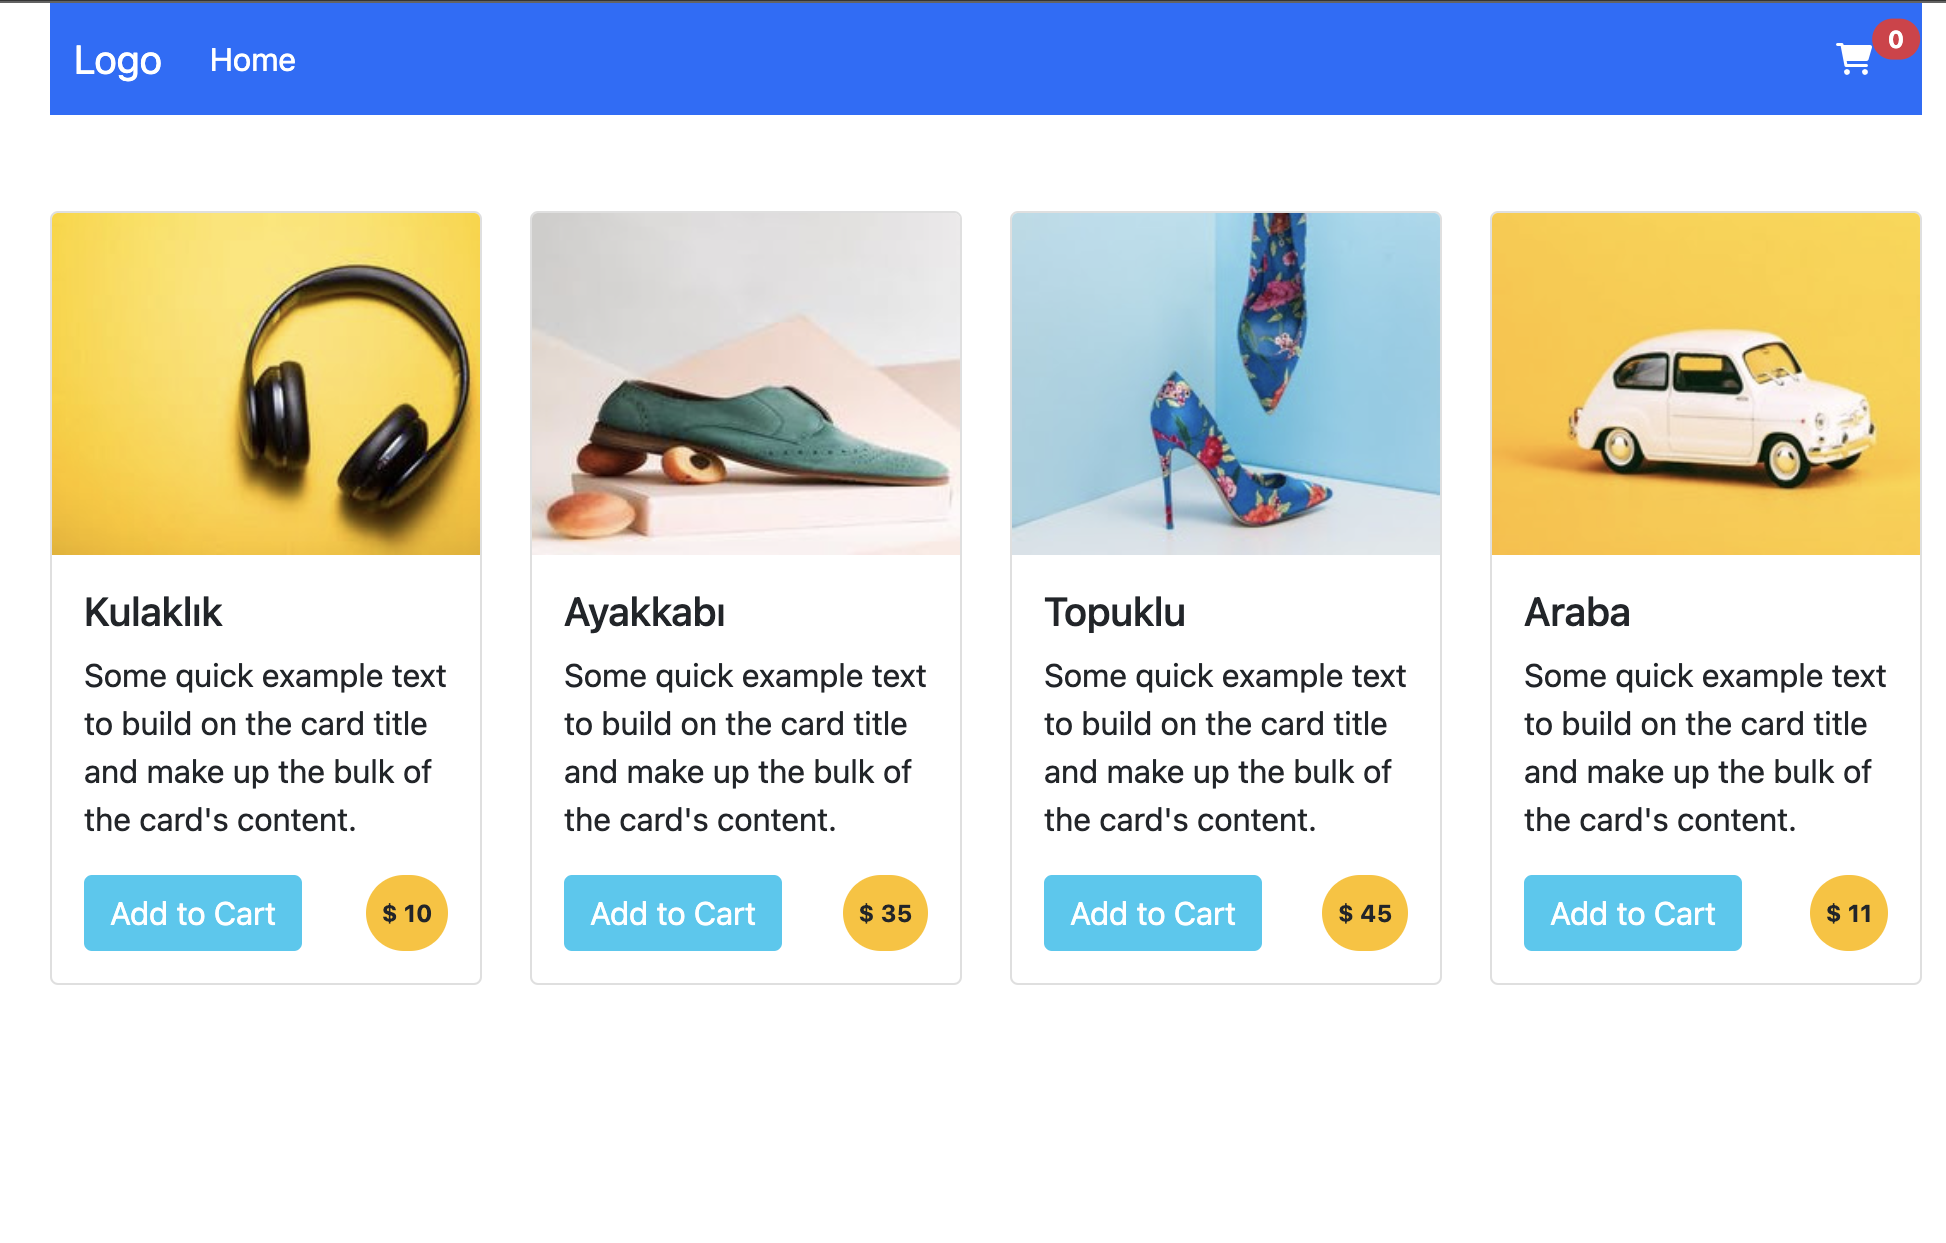 Logo Home 0
Kulaklık
Some quick example text
to build on the card title
and make up the bulk of
the card's content.
Add to Cart $ 10
Ayakkabı
Some quick example text
to build on the card title
and make up the bulk of
the card's content.
Add to Cart $ 35
Topuklu
Some quick example text
to build on the card title
and make up the bulk of
the card's content.
Add to Cart $ 45
Araba
Some quick example text
to build on the card title
and make up the bulk of
the card's content.
Add to Cart $ 11